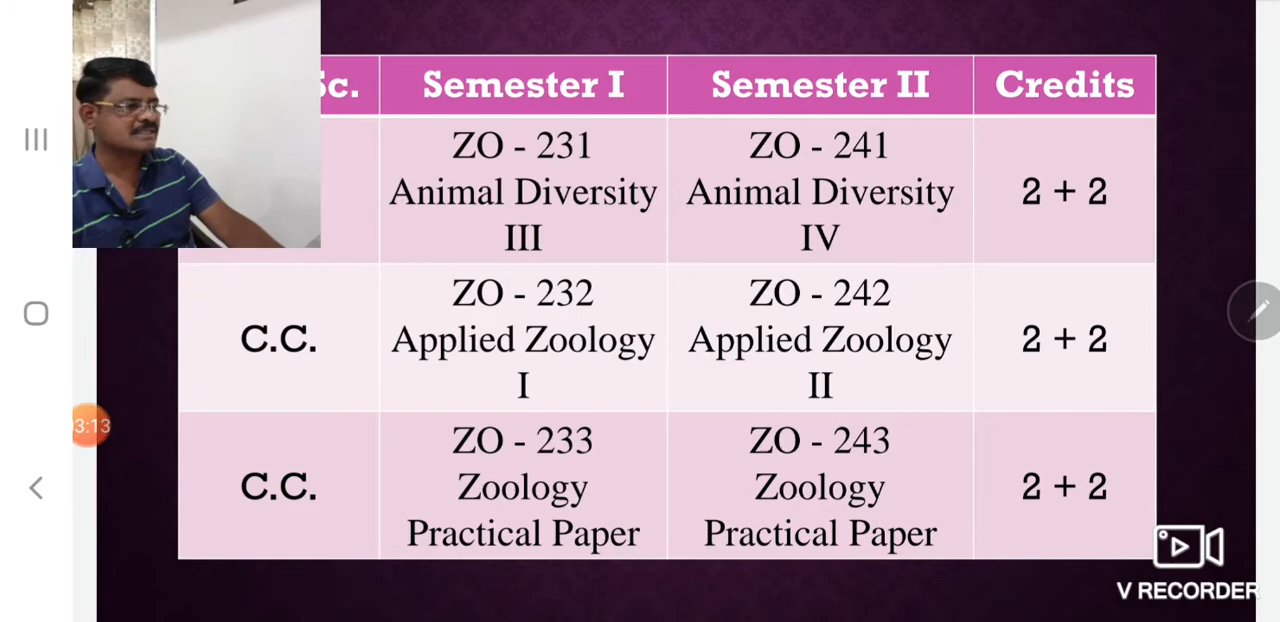 Sc.
Semester I
Semester II
Credits
ZO - 231
Animal Diversity
III
ZO - 241
Animal Diversity
IV
2 + 2
C.C.
ZO - 232
Applied Zoology
I
ZO - 242
Applied Zoology
II
2 + 2
3:13
C.C.
ZO - 233
Zoology
Practical Paper
ZO - 243
Zoology
Practical Paper
2 + 2
V RECORDER